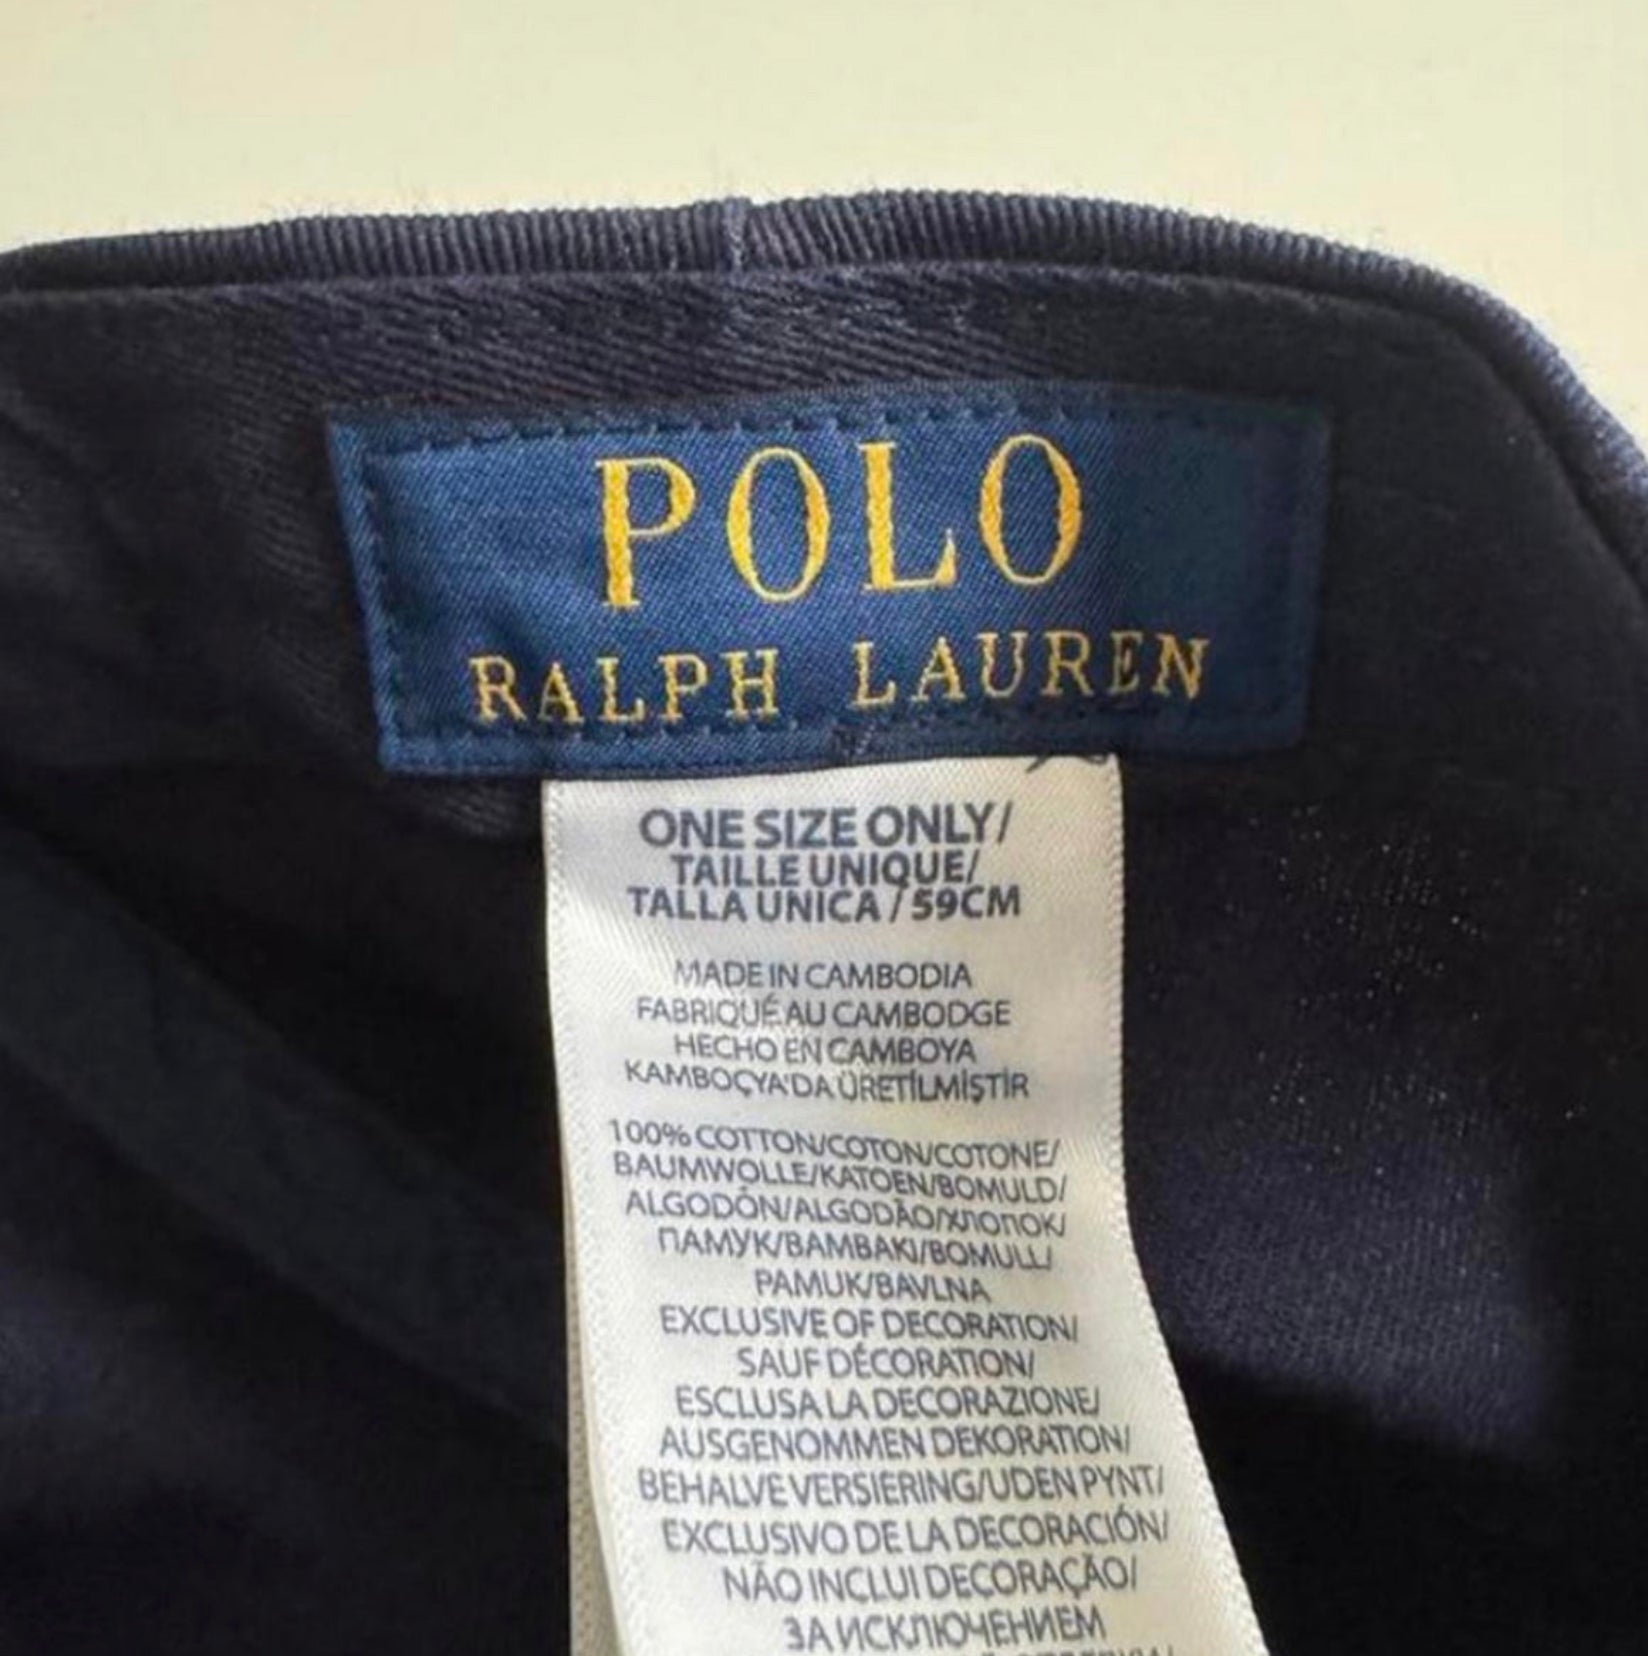 POLO
RALPH LAUREN
ONE SIZE ONLY/
TAILLE UNIQUE/
TALLA UNICA / 59CM
MADE IN CAMBODIA
FABRIQUÉ AU CAMBODGE
HECHO EN CAMBOYA
KAMBOÇYA'DA ÜRETİLMİŞTİR
100% COTTON/COTON/COTONE/
BAUMWOLLE/KATOEN/BOMULD/
ALGODÓN/ALGODÃO/ХЛОПОК/
ПАМУК/ΒΑΜΒΑΚΙ/BOMULL/
PAMUK/BAVLNA
EXCLUSIVE OF DECORATION/
SAUF DÉCORATION/
ESCLUSA LA DECORAZIONE/
AUSGENOMMEN DEKORATION/
BEHALVE VERSIERING/UDEN PYNT/
EXCLUSIVO DE LA DECORACIÓN/
NÃO INCLUI DECORAÇÃO/
ЗА ИСКЛЮЧЕНИЕМ